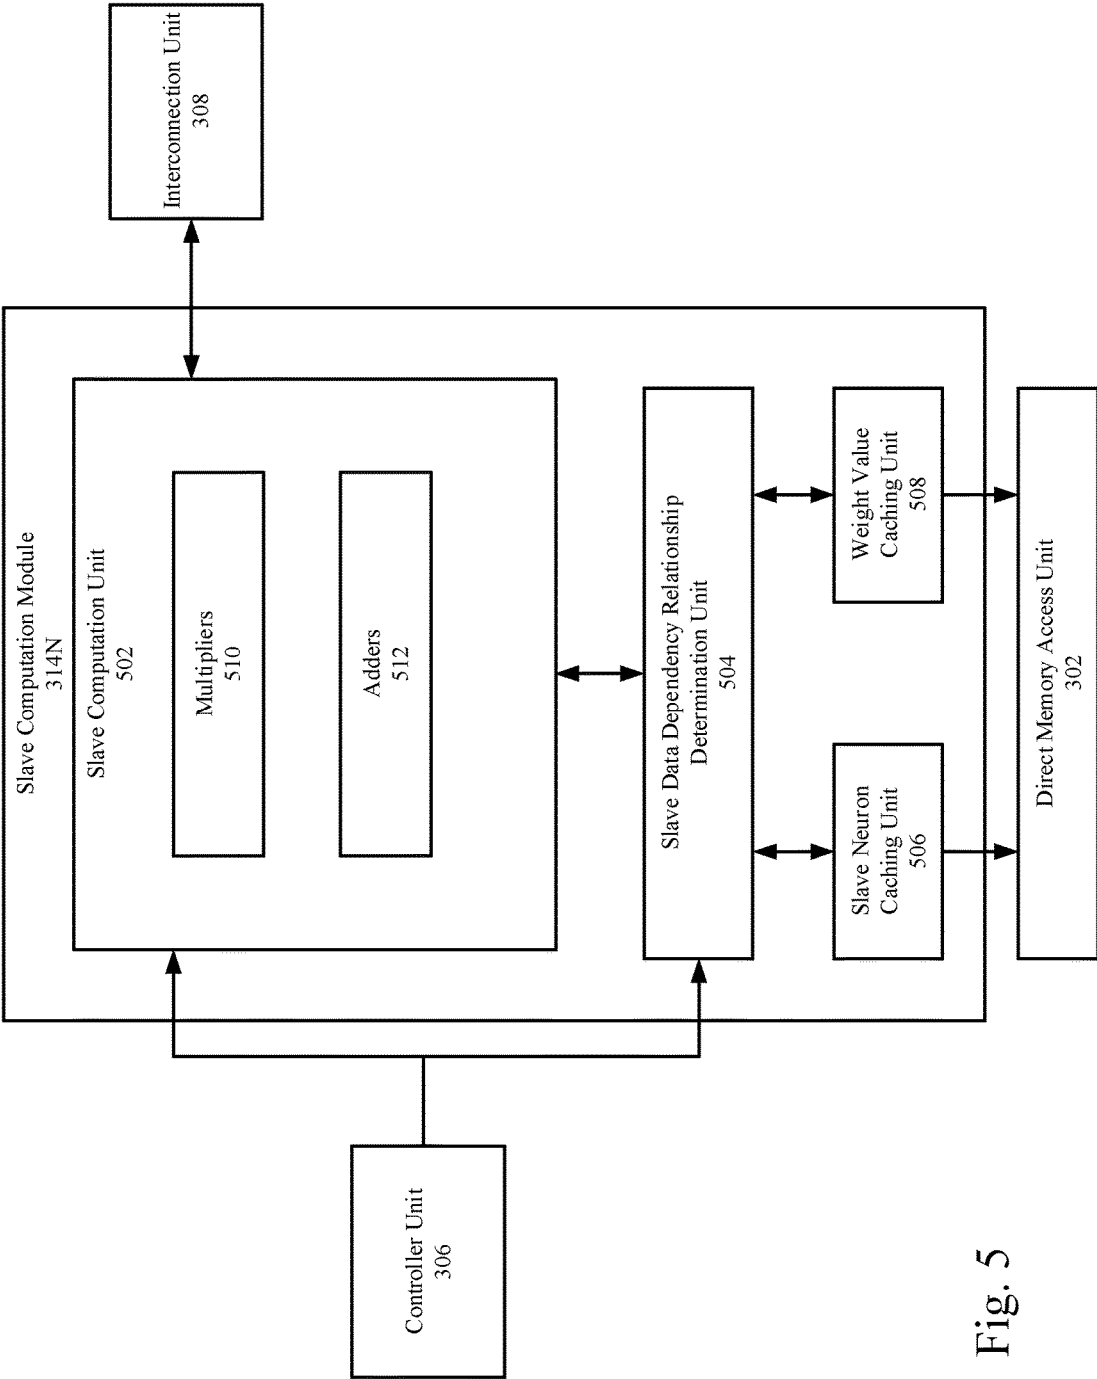 Slave Computation Module
314N
Slave Computation Unit
502
Multipliers
510
Adders
512
Interconnection Unit
308
Controller Unit
306
Slave Data Dependency Relationship
Determination Unit
504
Slave Neuron
Caching Unit
506
Weight Value
Caching Unit
508
Direct Memory Access Unit
302
Fig. 5